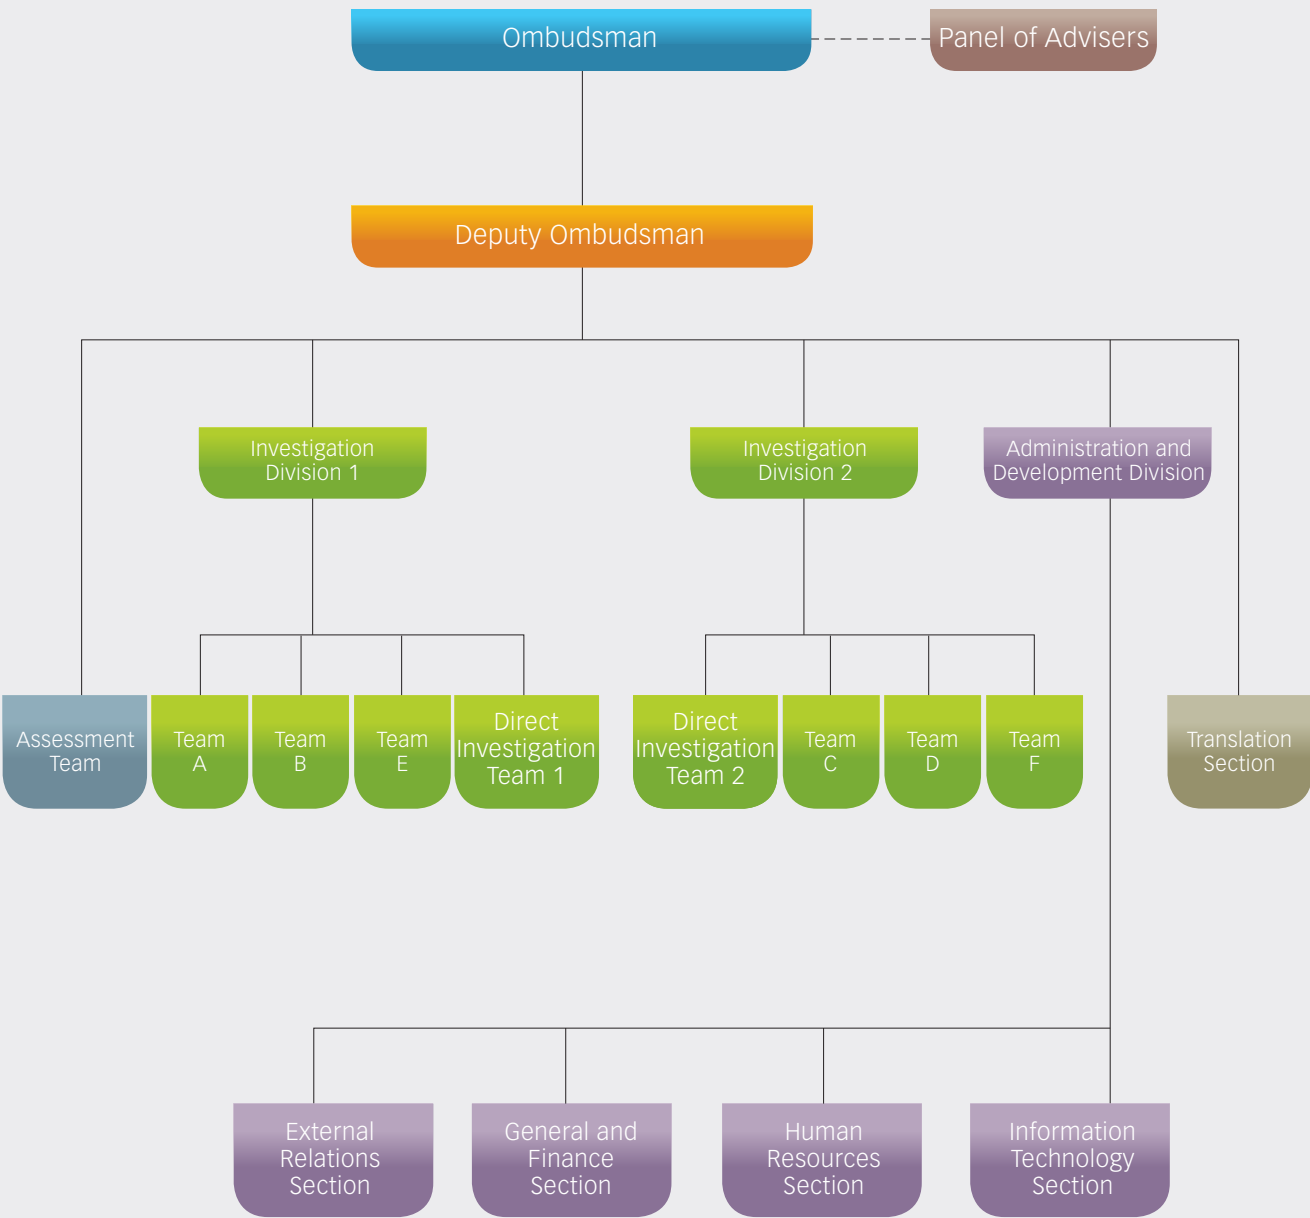 Ombudsman
Panel of Advisers
Deputy Ombudsman
Investigation
Division 1
Investigation
Division 2
Administration and
Development Division
Assessment
Team
Team
A
Team
B
Team
E
Direct
Investigation
Team 1
Direct
Investigation
Team 2
Team
C
Team
D
Team
F
Translation
Section
External
Relations
Section
General and
Finance
Section
Human
Resources
Section
Information
Technology
Section